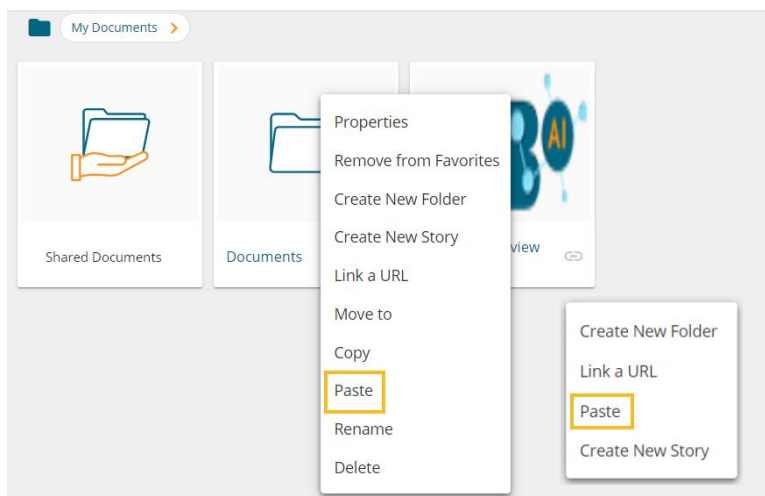 My Documents
Shared Documents
Documents
view
AI
Properties
Remove from Favorites
Create New Folder
Create New Story
Link a URL
Move to
Copy
Paste
Rename
Delete
Create New Folder
Link a URL
Paste
Create New Story